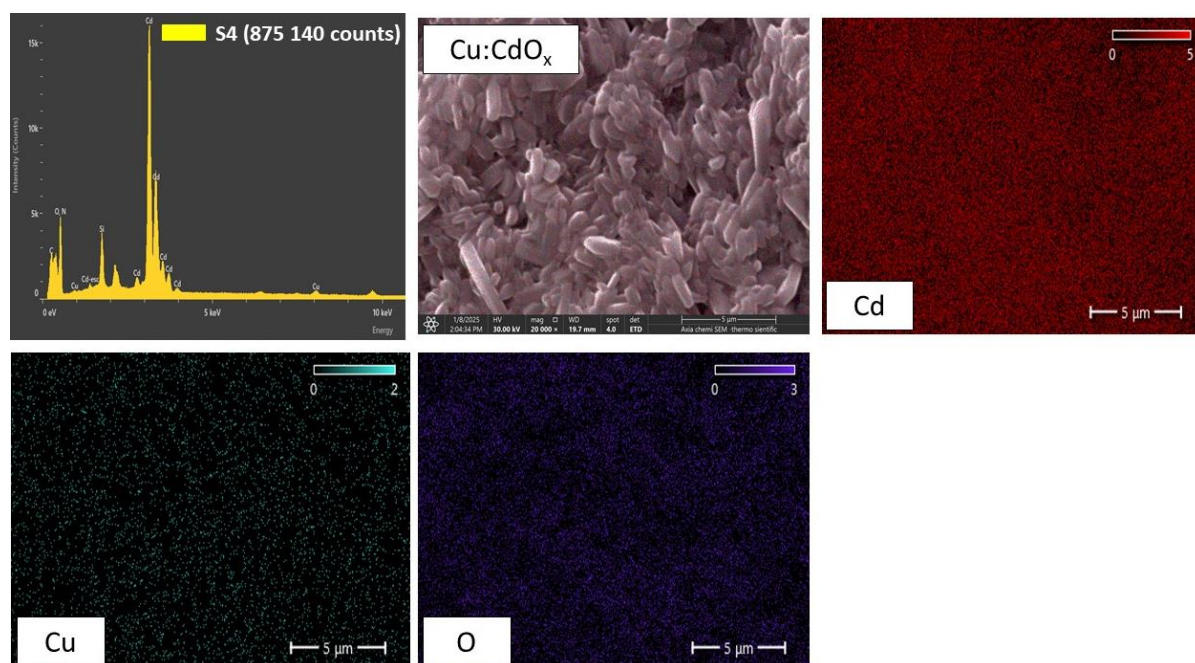 S4 (875 140 counts)
Intensity (Counts)
15k
10k
5k
0
Cd
Cd
O, N
C
Si
Cu
Cd-esc
Cd
Cd
Cd
Cd
Cu
0 eV
5 keV
10 keV
Energy
Cu:CdOₓ
1/8/2025
2:04:34 PM
HV
30.00 kV
mag □
20 000 ×
WD
19.7 mm
spot
4.0
det
ETD
5 µm
Axia chemi SEM -thermo sientific
0 5
Cd
5 µm
0 2
Cu
5 µm
0 3
O
5 µm